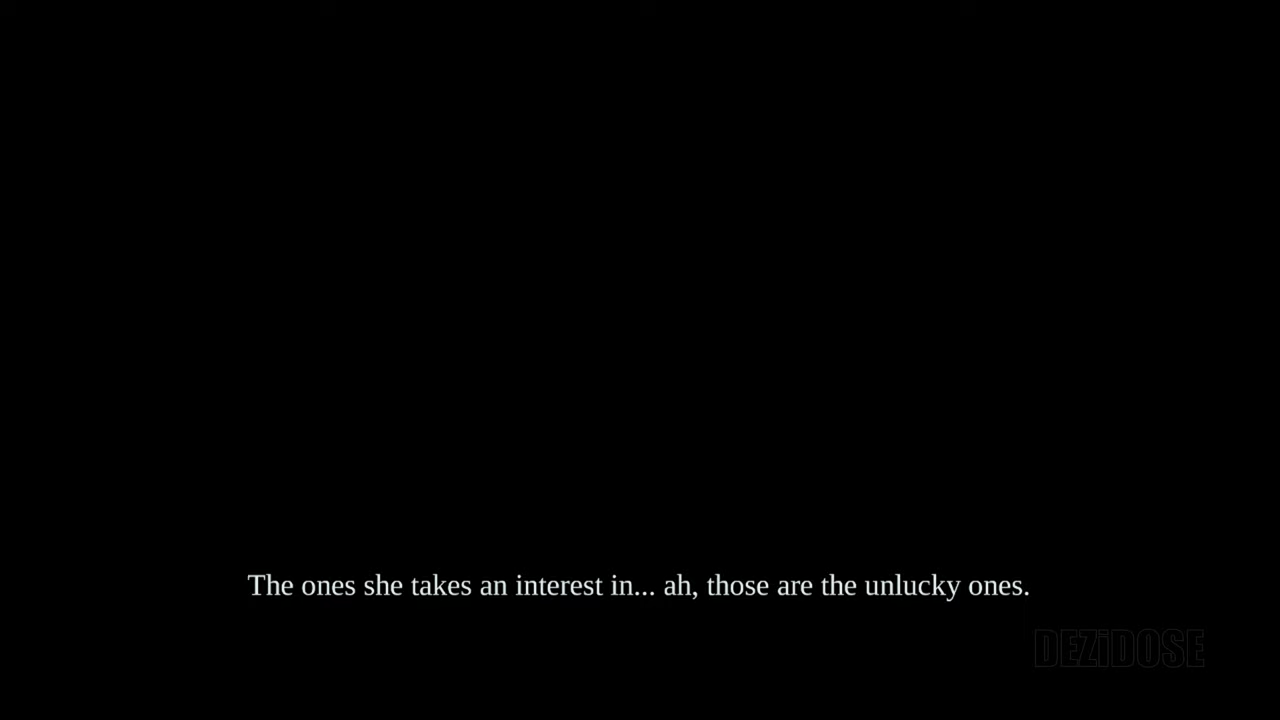 The ones she takes an interest in... ah, those are the unlucky ones.
DEZiDOSE